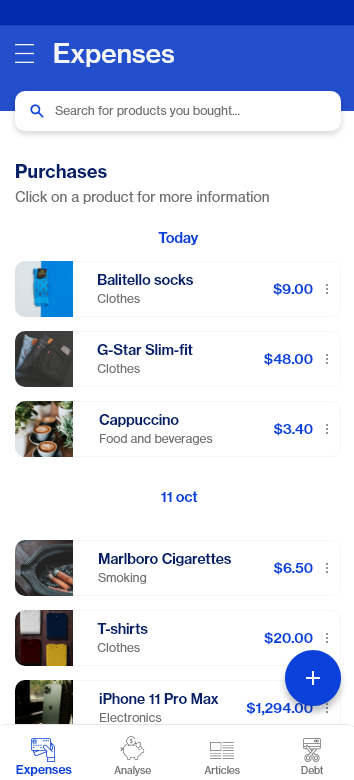 Expenses
Search for products you bought...
Purchases
Click on a product for more information
Today
Balitello socks
Clothes
$9.00
G-Star Slim-fit
Clothes
$48.00
Cappuccino
Food and beverages
$3.40
11 oct
Marlboro Cigarettes
Smoking
$6.50
T-shirts
Clothes
$20.00
iPhone 11 Pro Max
Electronics
$1,294.00
Expenses
Analyse
Articles
Debt